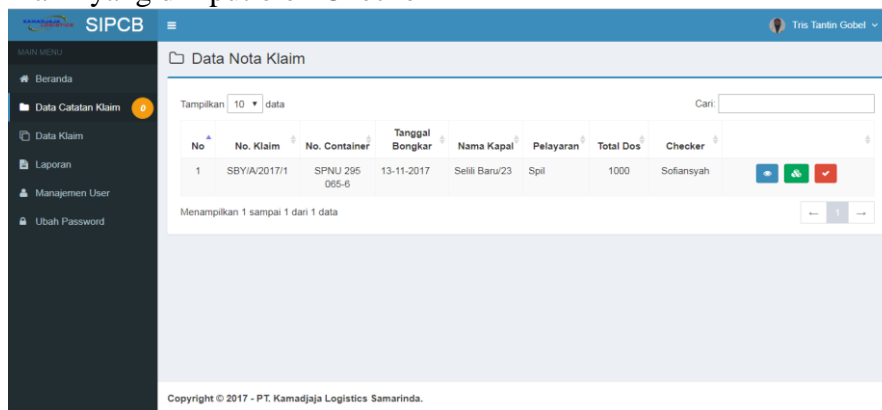 SIPCB
Tris Tantin Gobel
MAIN MENU
Beranda
Data Catatan Klaim 0
Data Klaim
Laporan
Manajemen User
Ubah Password
Data Nota Klaim
Tampilkan 10 data
Cari:
No No. Klaim No. Container Tanggal Bongkar Nama Kapal Pelayaran Total Dos Checker
1 SBY/A/2017/1 SPNU 295 065-6 13-11-2017 Selili Baru/23 Spil 1000 Sofiansyah
Menampilkan 1 sampai 1 dari 1 data
← 1 →
Copyright © 2017 - PT. Kamadjaja Logistics Samarinda.